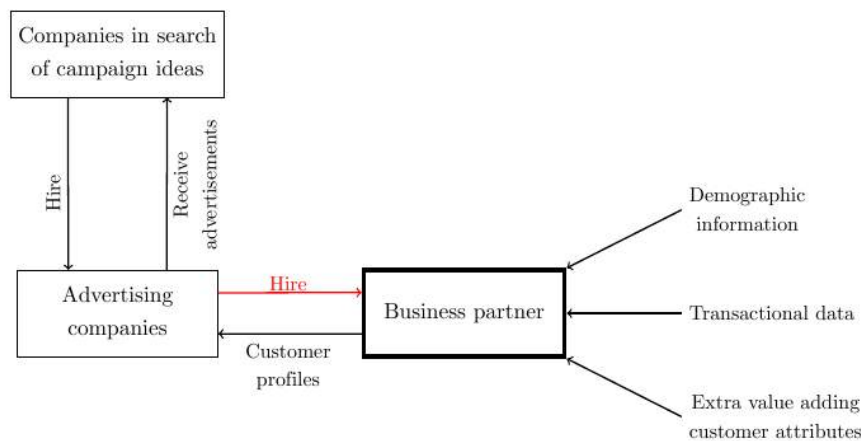 Companies in search
of campaign ideas
Hire
Receive
advertisements
Demographic
information
Advertising
companies
Hire
Business partner
Transactional data
Customer
profiles
Extra value adding
customer attributes